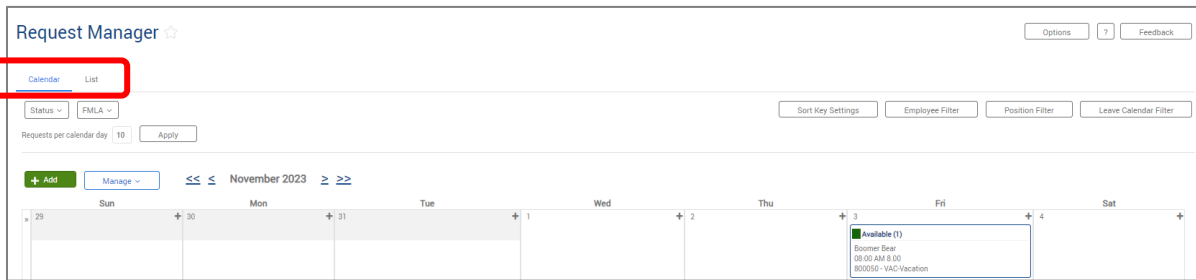 Request Manager
Options ? Feedback
Calendar List
Status FMLA Sort Key Settings Employee Filter Position Filter Leave Calendar Filter
Requests per calendar day 10 Apply
+ Add Manage << < November 2023 > >>
Sun Mon Tue Wed Thu Fri Sat
» 29 + 30 + 31 + 1 + 2 + 3 + 4 +
Available (1)
Boomer Bear
08:00 AM 8.00
800050 - VAC-Vacation